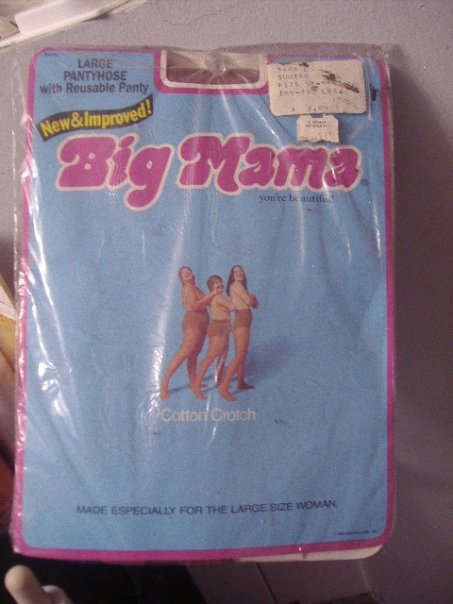 LARGE
PANTYHOSE
with Reusable Panty
New & Improved!
Big Mama®
you're beautiful!
Cotton Crotch
MADE ESPECIALLY FOR THE LARGE SIZE WOMAN.